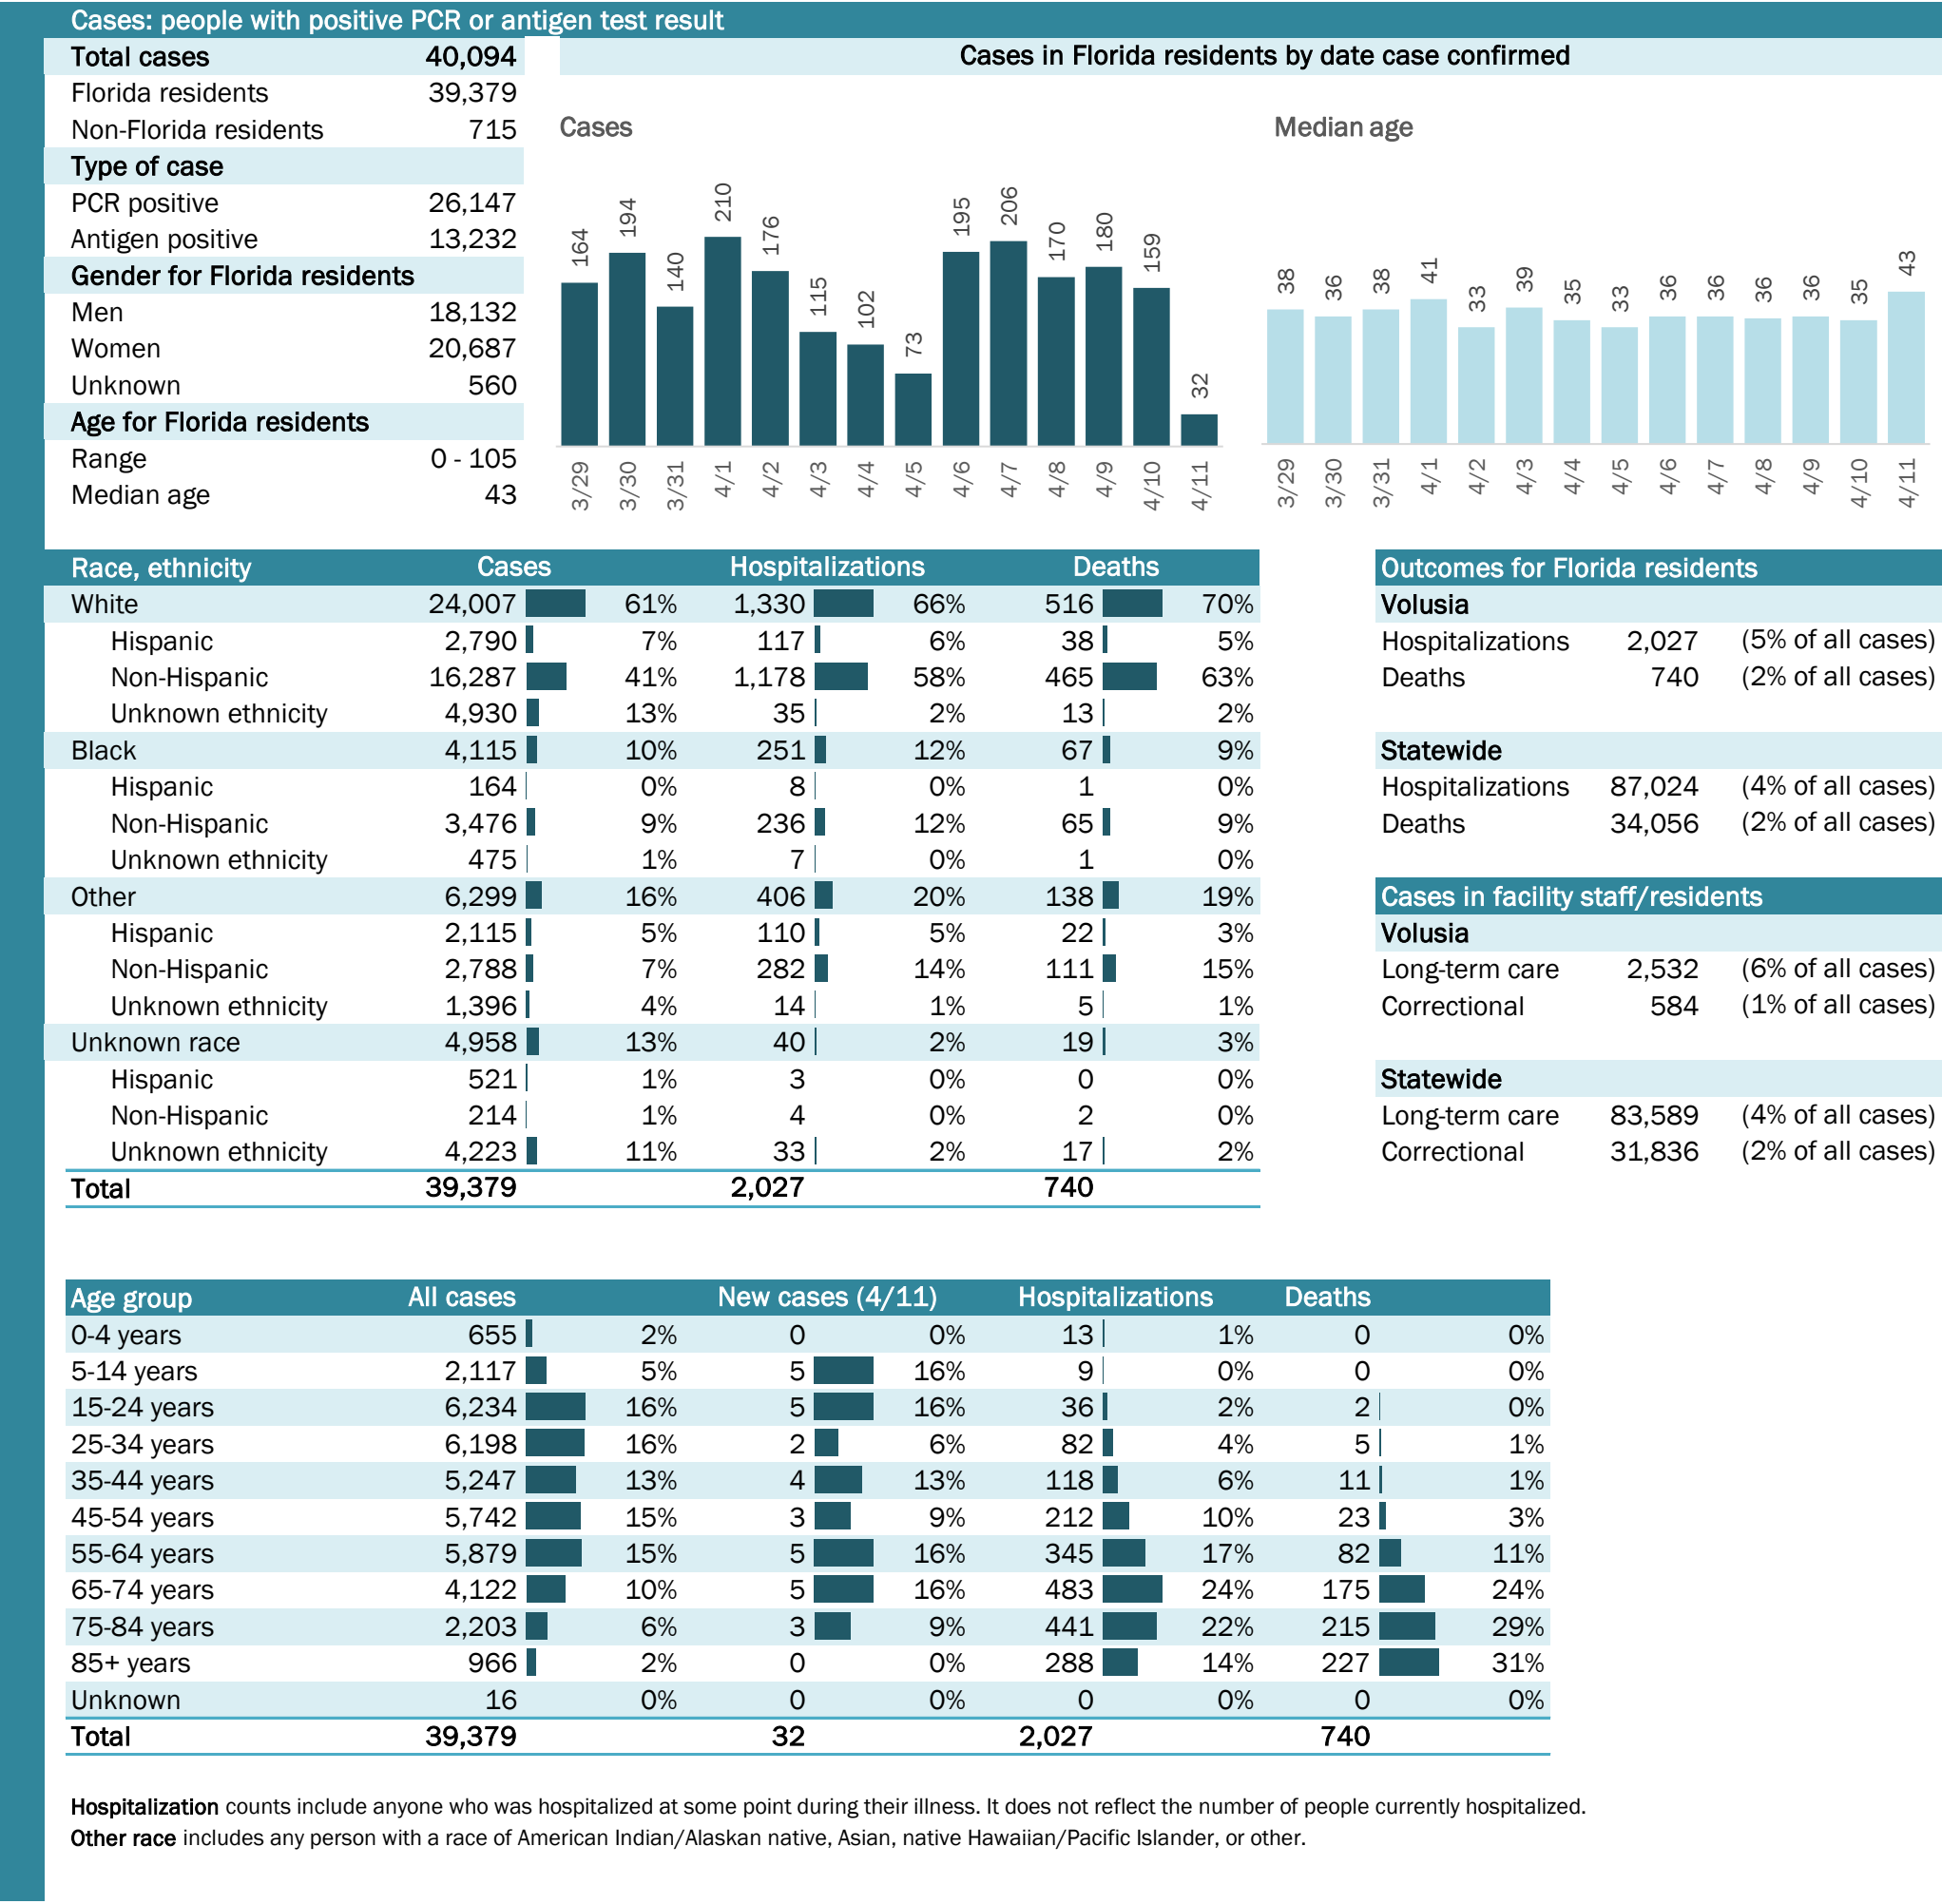 Cases: people with positive PCR or antigen test result
Total cases 40,094
Florida residents 39,379
Non-Florida residents 715
Type of case
PCR positive 26,147
Antigen positive 13,232
Gender for Florida residents
Men 18,132
Women 20,687
Unknown 560
Age for Florida residents
Range 0 - 105
Median age 43
Cases in Florida residents by date case confirmed
Cases
164 194 140 210 176 115 102 73 195 206 170 180 159 32
3/29 3/30 3/31 4/1 4/2 4/3 4/4 4/5 4/6 4/7 4/8 4/9 4/10 4/11
Median age
38 36 38 41 33 39 35 33 36 36 36 36 35 43
3/29 3/30 3/31 4/1 4/2 4/3 4/4 4/5 4/6 4/7 4/8 4/9 4/10 4/11
Race, ethnicity Cases Hospitalizations Deaths
White 24,007 61% 1,330 66% 516 70%
Hispanic 2,790 7% 117 6% 38 5%
Non-Hispanic 16,287 41% 1,178 58% 465 63%
Unknown ethnicity 4,930 13% 35 2% 13 2%
Black 4,115 10% 251 12% 67 9%
Hispanic 164 0% 8 0% 1 0%
Non-Hispanic 3,476 9% 236 12% 65 9%
Unknown ethnicity 475 1% 7 0% 1 0%
Other 6,299 16% 406 20% 138 19%
Hispanic 2,115 5% 110 5% 22 3%
Non-Hispanic 2,788 7% 282 14% 111 15%
Unknown ethnicity 1,396 4% 14 1% 5 1%
Unknown race 4,958 13% 40 2% 19 3%
Hispanic 521 1% 3 0% 0 0%
Non-Hispanic 214 1% 4 0% 2 0%
Unknown ethnicity 4,223 11% 33 2% 17 2%
Total 39,379 2,027 740
Outcomes for Florida residents
Volusia
Hospitalizations 2,027 (5% of all cases)
Deaths 740 (2% of all cases)
Statewide
Hospitalizations 87,024 (4% of all cases)
Deaths 34,056 (2% of all cases)
Cases in facility staff/residents
Volusia
Long-term care 2,532 (6% of all cases)
Correctional 584 (1% of all cases)
Statewide
Long-term care 83,589 (4% of all cases)
Correctional 31,836 (2% of all cases)
Age group All cases New cases (4/11) Hospitalizations Deaths
0-4 years 655 2% 0 0% 13 1% 0 0%
5-14 years 2,117 5% 5 16% 9 0% 0 0%
15-24 years 6,234 16% 5 16% 36 2% 2 0%
25-34 years 6,198 16% 2 6% 82 4% 5 1%
35-44 years 5,247 13% 4 13% 118 6% 11 1%
45-54 years 5,742 15% 3 9% 212 10% 23 3%
55-64 years 5,879 15% 5 16% 345 17% 82 11%
65-74 years 4,122 10% 5 16% 483 24% 175 24%
75-84 years 2,203 6% 3 9% 441 22% 215 29%
85+ years 966 2% 0 0% 288 14% 227 31%
Unknown 16 0% 0 0% 0 0% 0 0%
Total 39,379 32 2,027 740
Hospitalization counts include anyone who was hospitalized at some point during their illness. It does not reflect the number of people currently hospitalized.
Other race includes any person with a race of American Indian/Alaskan native, Asian, native Hawaiian/Pacific Islander, or other.